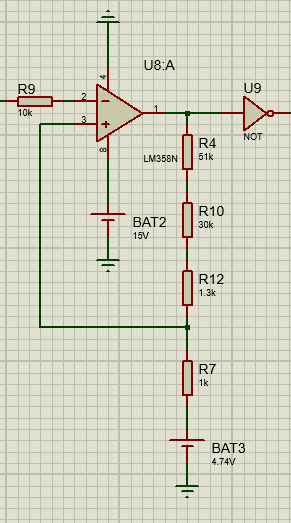 U8:A
R9
10k
4
2
3
1
8
LM358N
U9
NOT
R4
51k
BAT2
15V
R10
30k
R12
1.3k
R7
1k
BAT3
4.74V